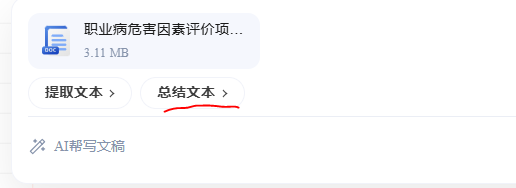 职业病危害因素评价项...
DOC
3.11 MB
提取文本 >
总结文本 >
AI帮写文稿